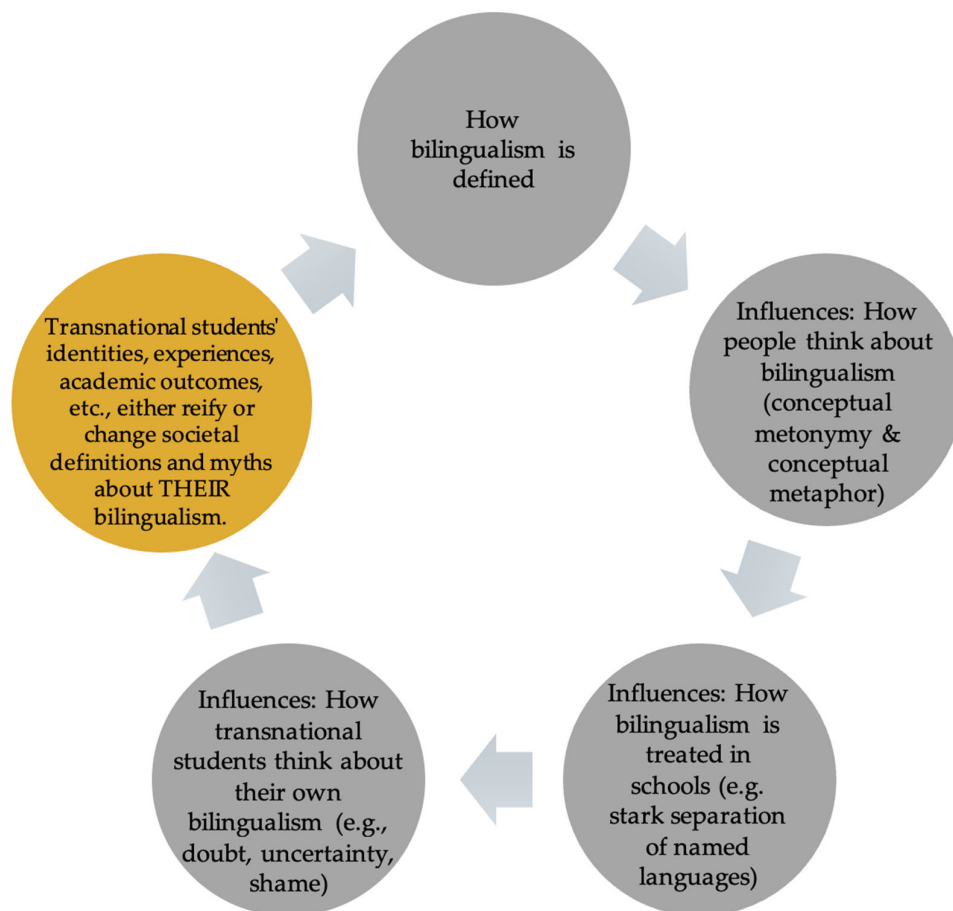 How
bilingualism is
defined
Influences: How
people think about
bilingualism
(conceptual
metonymy &
conceptual
metaphor)
Influences: How
bilingualism is
treated in
schools (e.g.
stark separation
of named
languages)
Influences: How
transnational
students think about
their own
bilingualism (e.g.,
doubt, uncertainty,
shame)
Transnational students'
identities, experiences,
academic outcomes,
etc., either reify or
change societal
definitions and myths
about THEIR
bilingualism.